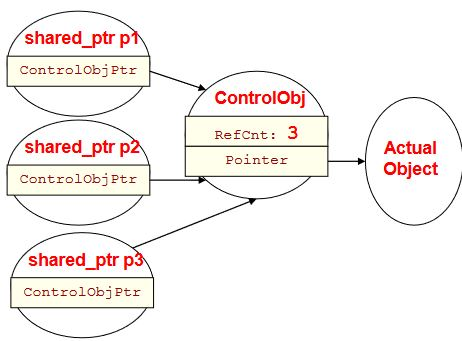 shared_ptr p1
ControlObjPtr
shared_ptr p2
ControlObjPtr
shared_ptr p3
ControlObjPtr
ControlObj
RefCnt: 3
Pointer
Actual
Object